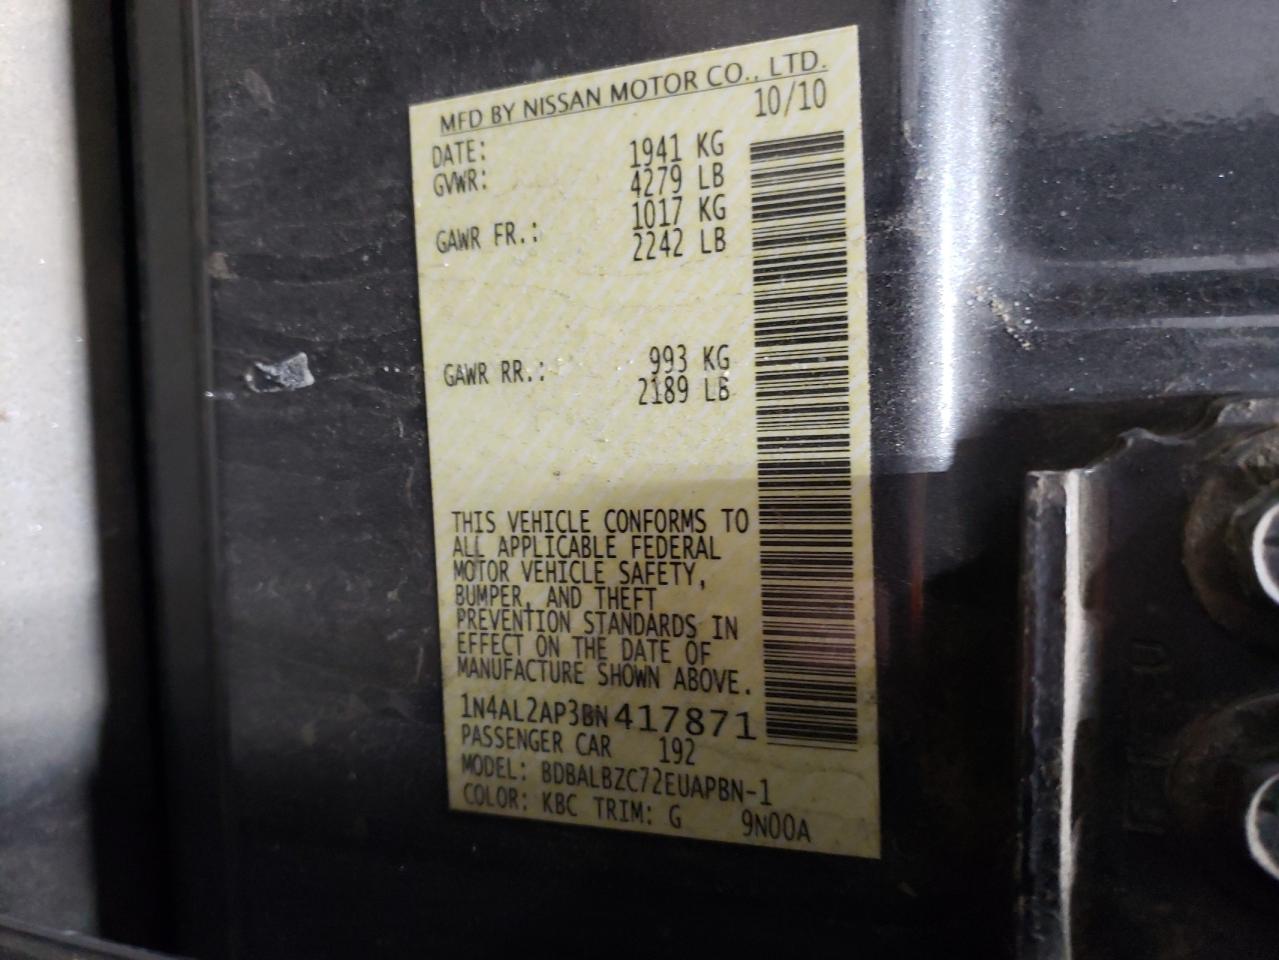 MFD BY NISSAN MOTOR CO., LTD.
DATE: 10/10
GVWR: 1941 KG
4279 LB
GAWR FR.: 1017 KG
2242 LB
GAWR RR.: 993 KG
2189 LB
THIS VEHICLE CONFORMS TO
ALL APPLICABLE FEDERAL
MOTOR VEHICLE SAFETY,
BUMPER, AND THEFT
PREVENTION STANDARDS IN
EFFECT ON THE DATE OF
MANUFACTURE SHOWN ABOVE.
1N4AL2AP3BN417871
PASSENGER CAR 192
MODEL: BDBALBZC72EUAPBN-1
COLOR: KBC TRIM: G 9N00A